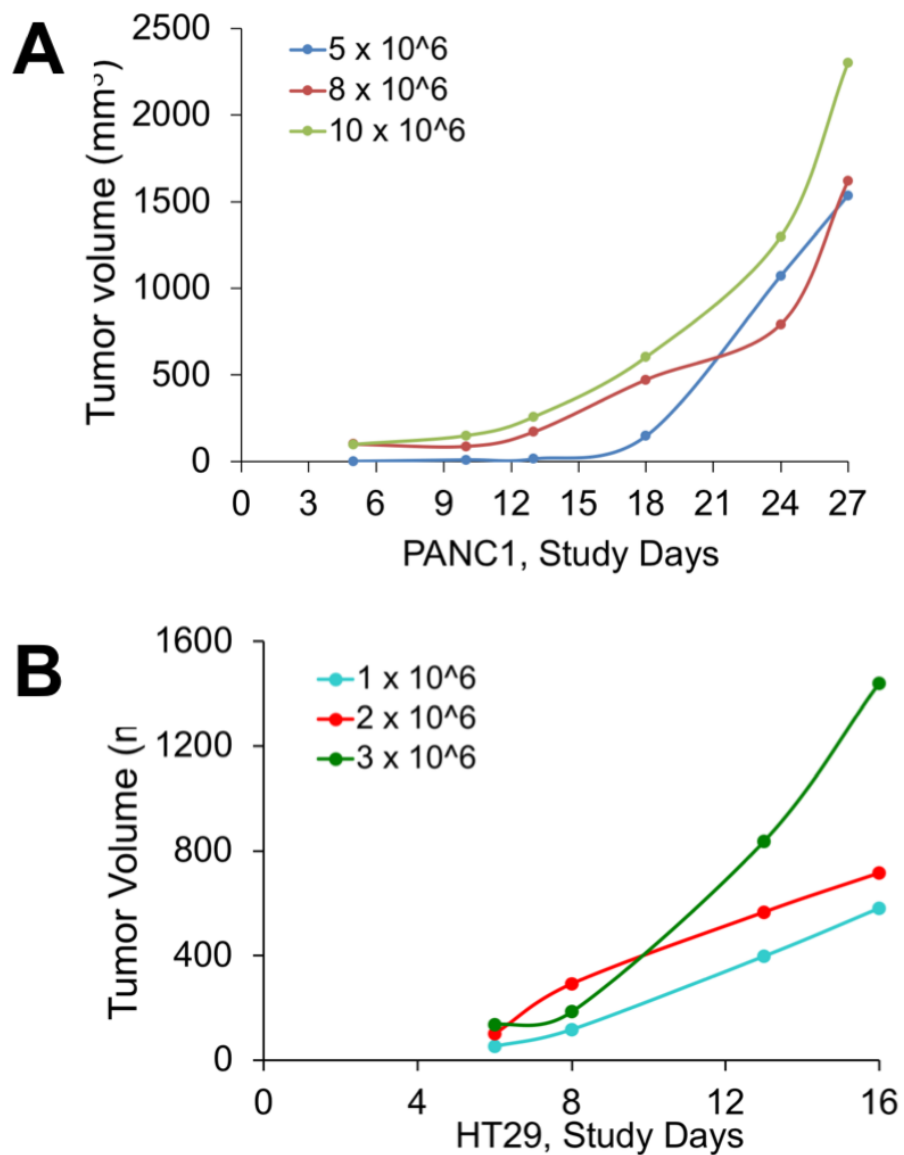 A
2500
2000
1500
1000
500
0
Tumor volume (mm³)
5 x 10^6
8 x 10^6
10 x 10^6
0 3 6 9 12 15 18 21 24 27
PANC1, Study Days
B
1600
1200
800
400
0
Tumor Volume
1 x 10^6
2 x 10^6
3 x 10^6
0 4 8 12 16
HT29, Study Days